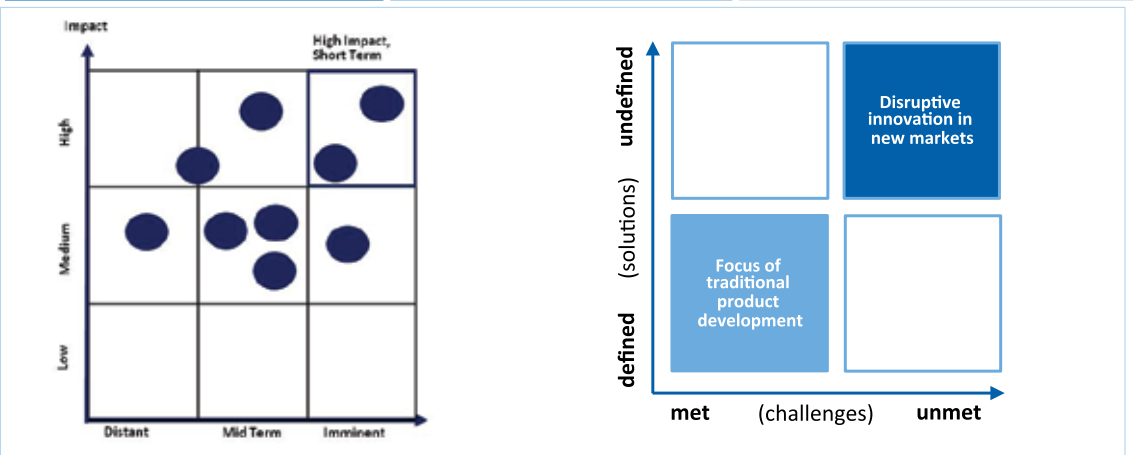 Impact
High Impact,
Short Term
High
Medium
Low
Distant
Mid Term
Imminent
undefined
(solutions)
defined
Disruptive
innovation in
new markets
Focus of
traditional
product
development
met
(challenges)
unmet